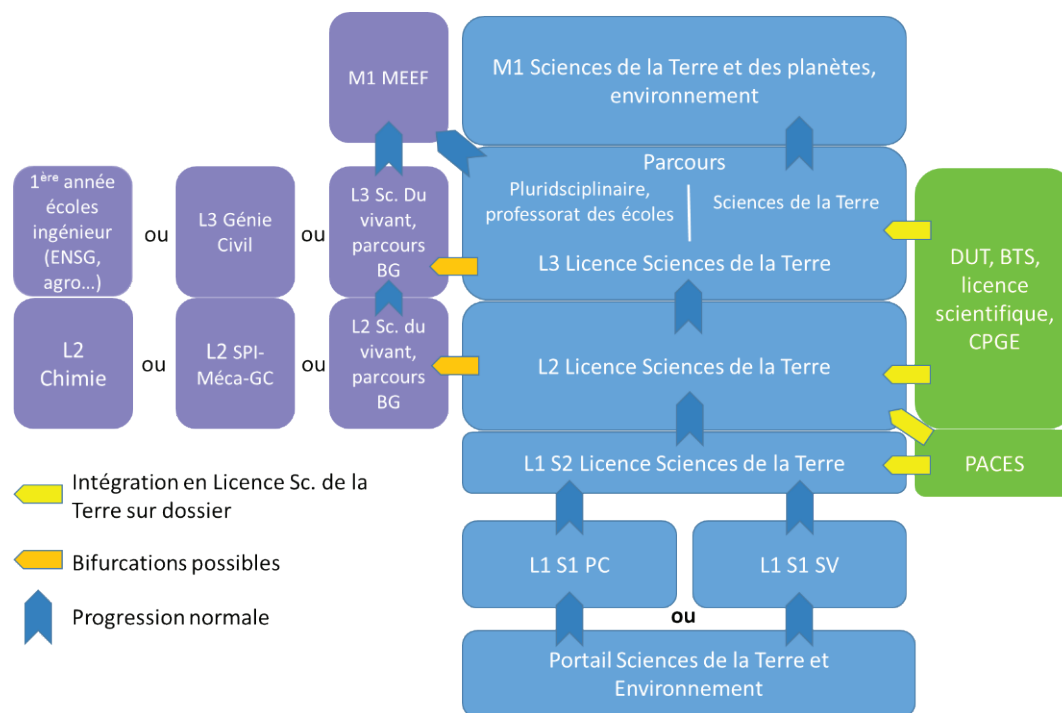 M1 MEEF
M1 Sciences de la Terre et des planètes,
environnement
1ère année
écoles
ingénieur
(ENSG,
agro...)
ou
L3 Génie
Civil
ou
L3 Sc. Du
vivant,
parcours
BG
Parcours
Pluridsciplinaire,
professorat des écoles
Sciences de la Terre
L3 Licence Sciences de la Terre
DUT, BTS,
licence
scientifique,
CPGE
L2
Chimie
ou
L2 SPI-
Méca-GC
ou
L2 Sc. du
vivant,
parcours
BG
L2 Licence Sciences de la Terre
L1 S2 Licence Sciences de la Terre
PACES
Intégration en Licence Sc. de la
Terre sur dossier
Bifurcations possibles
Progression normale
L1 S1 PC
ou
L1 S1 SV
Portail Sciences de la Terre et
Environnement